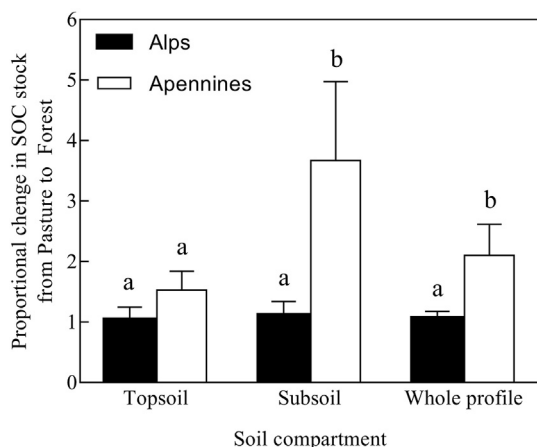 Proportional chenge in SOC stock
from Pasture to Forest
6
5
4
3
2
1
0
Alps
Apennines
a
a
a
b
a
b
Topsoil
Subsoil
Whole profile
Soil compartment